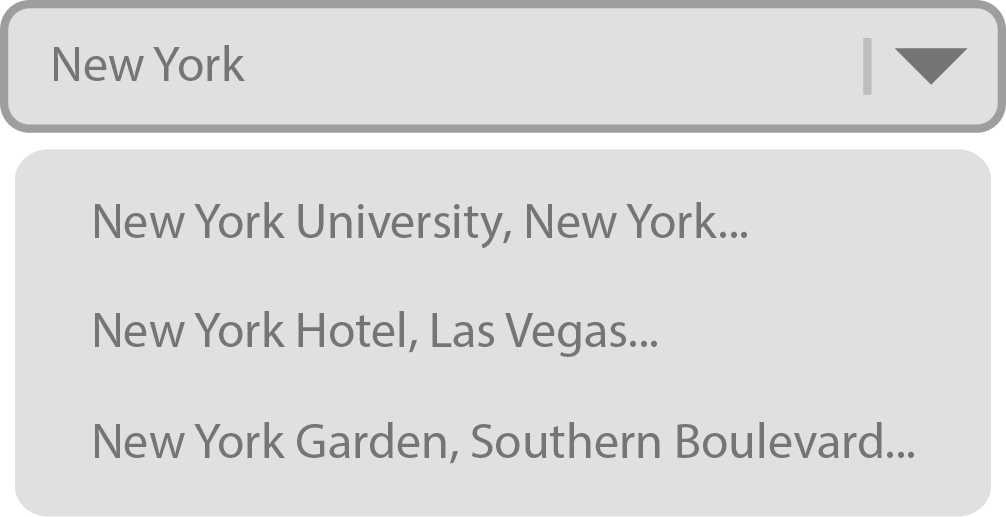 New York
New York University, New York...
New York Hotel, Las Vegas...
New York Garden, Southern Boulevard...